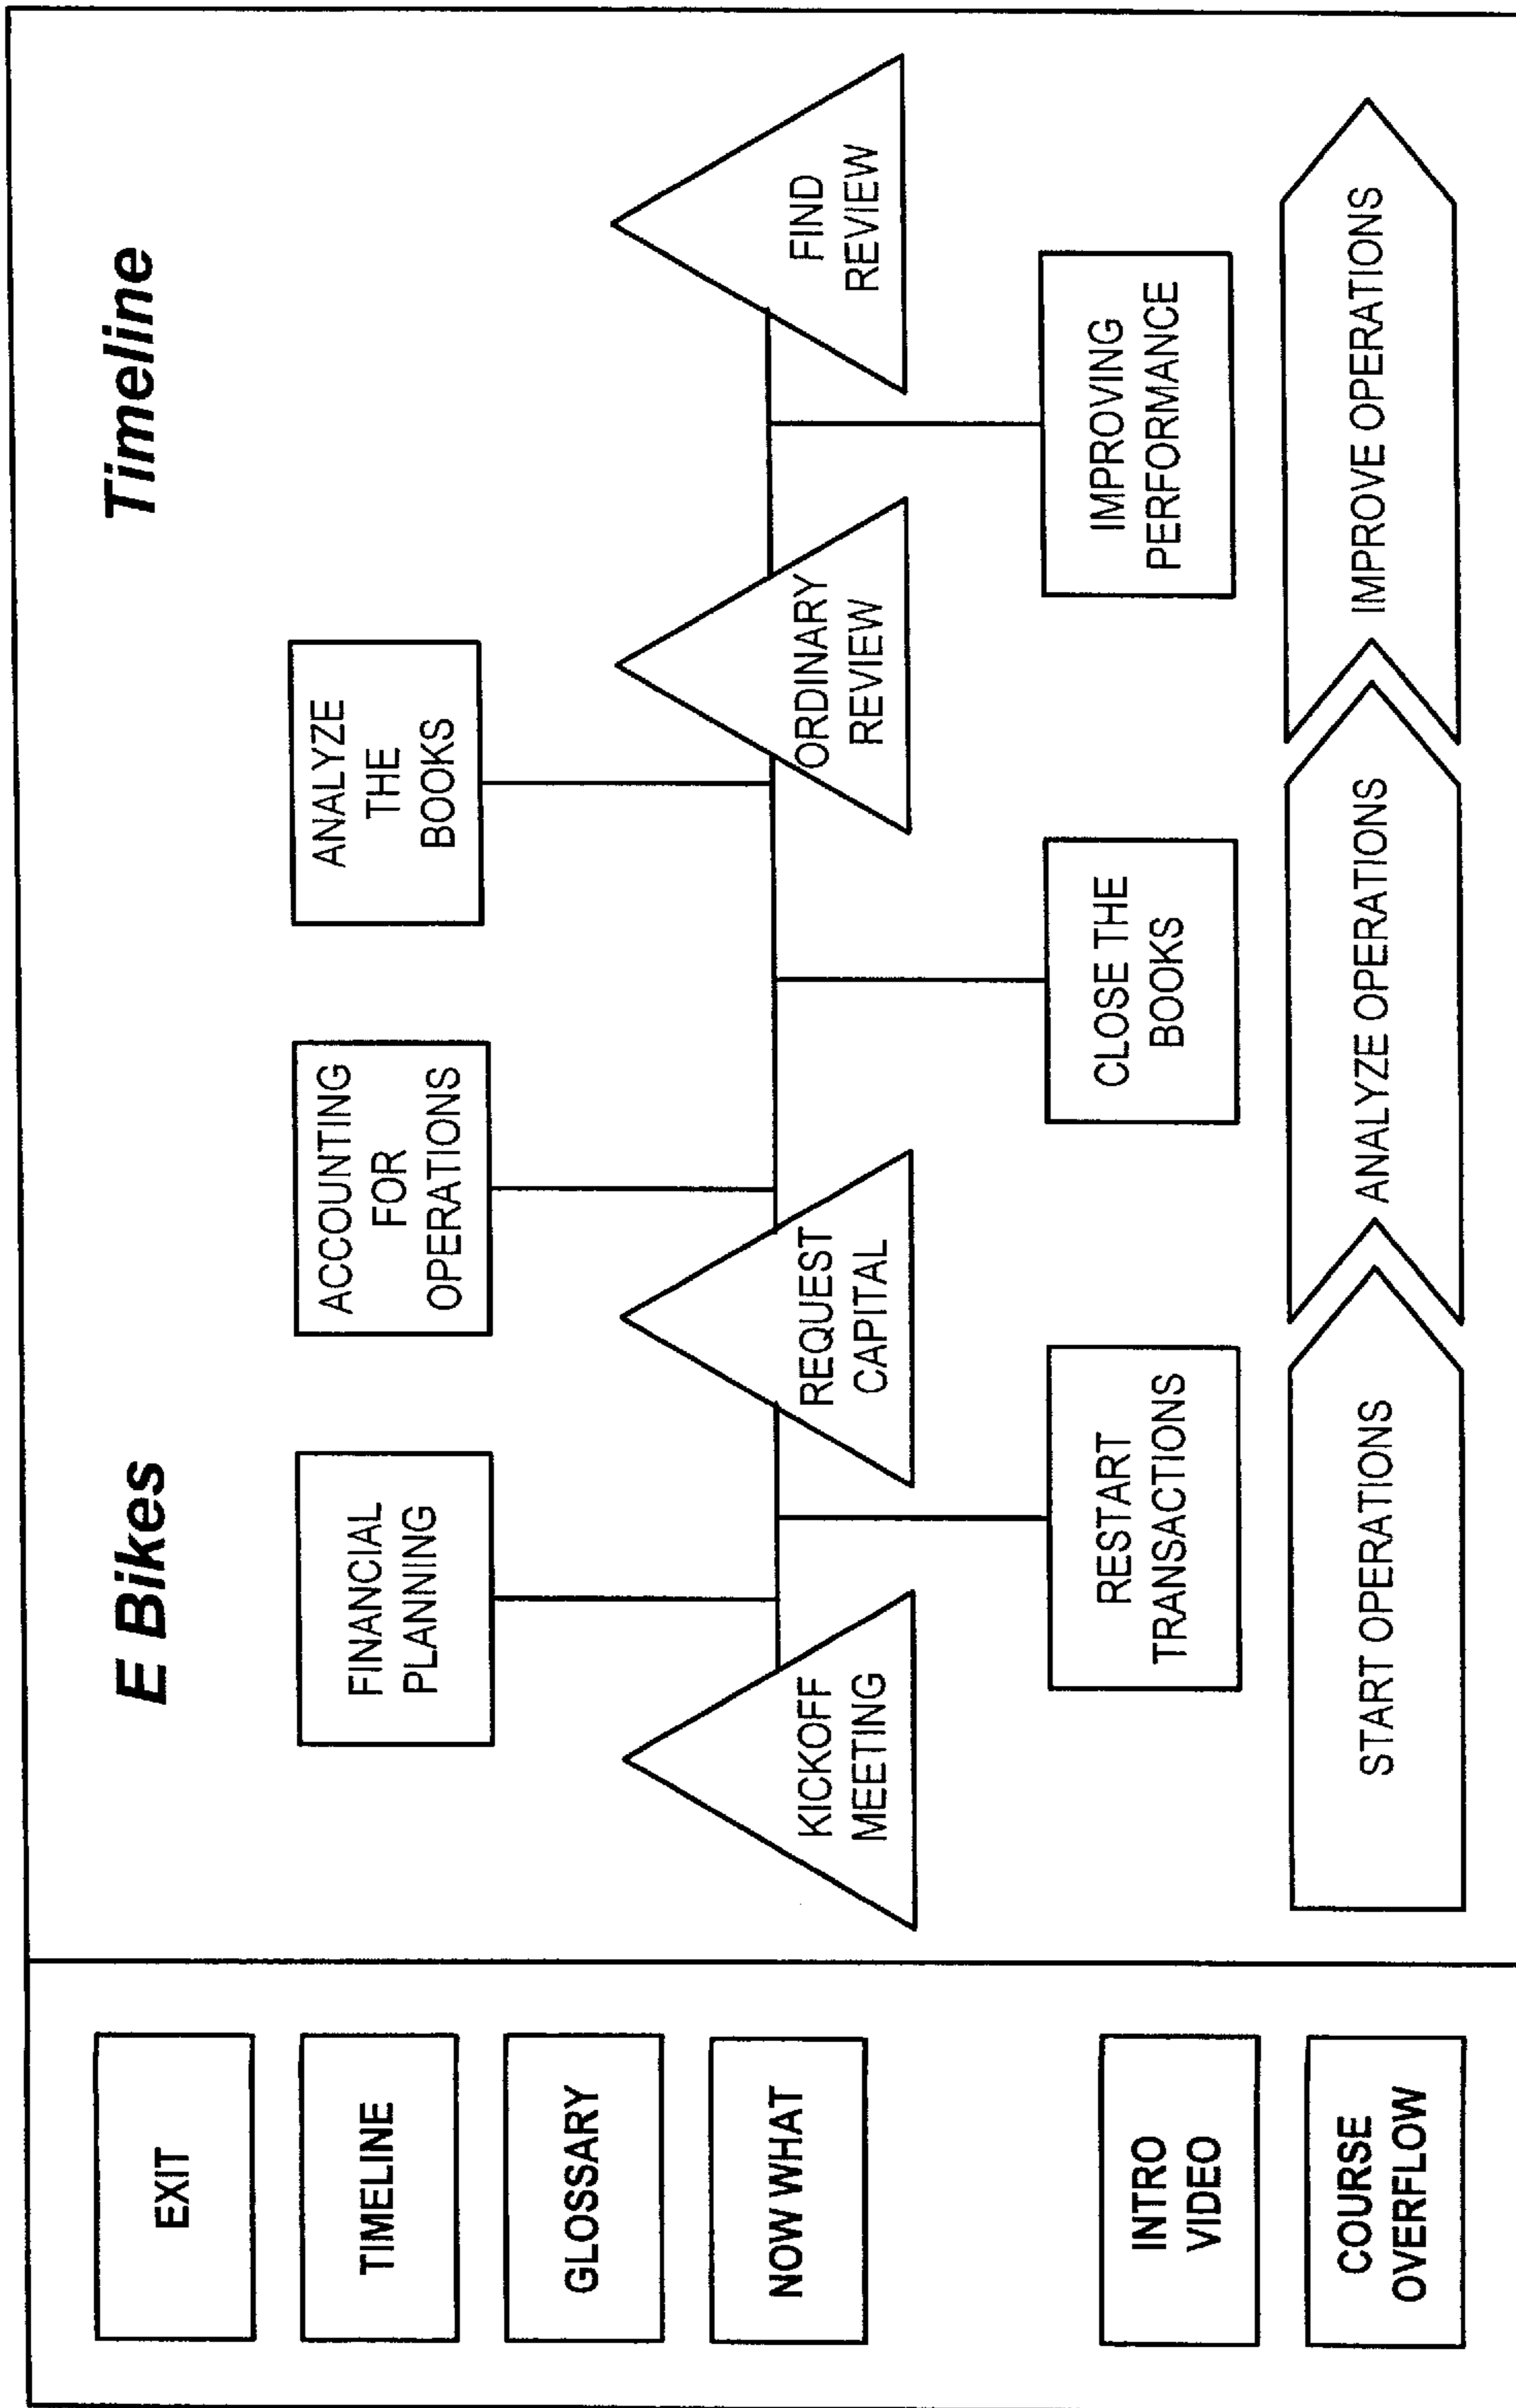 EXIT
TIMELINE
GLOSSARY
NOW WHAT
INTRO
VIDEO
COURSE
OVERFLOW
E Bikes
Timeline
FINANCIAL
PLANNING
ACCOUNTING
FOR
OPERATIONS
ANALYZE
THE
BOOKS
KICKOFF
MEETING
REQUEST
CAPITAL
ORDINARY
REVIEW
FIND
REVIEW
RESTART
TRANSACTIONS
CLOSE THE
BOOKS
IMPROVING
PERFORMANCE
START OPERATIONS
ANALYZE OPERATIONS
IMPROVE OPERATIONS